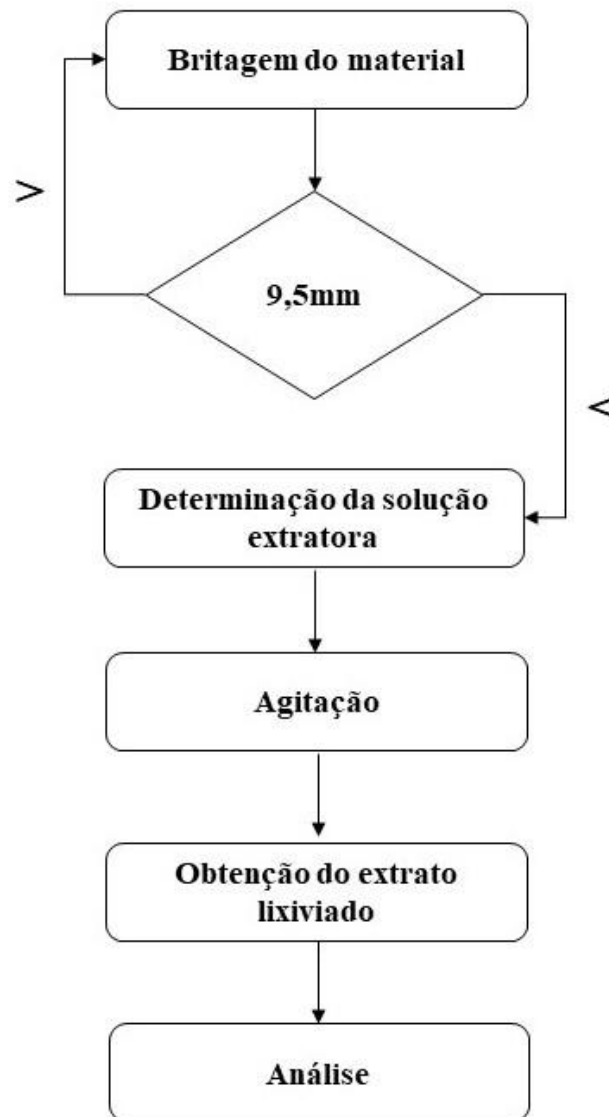 Britagem do material
>
9,5mm
<
Determinação da solução
extratora
Agitação
Obtenção do extrato
lixiviado
Análise